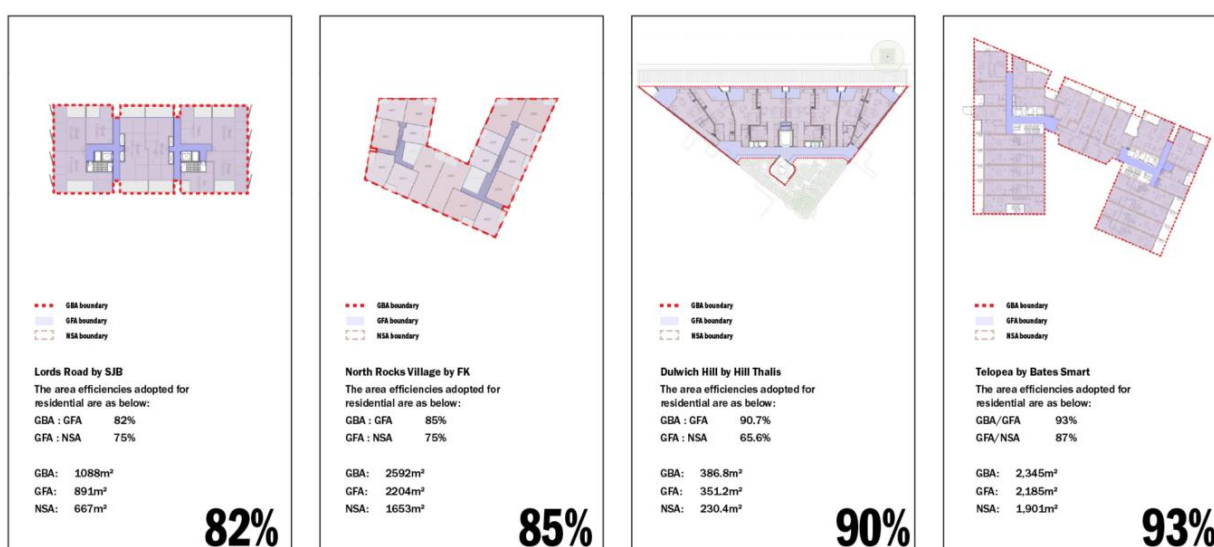 GBA boundary
GFA boundary
NSA boundary
Lords Road by SJB
The area efficiencies adopted for
residential are as below:
GBA : GFA 82%
GFA : NSA 75%
GBA: 1088m²
GFA: 891m²
NSA: 667m²
82%
GBA boundary
GFA boundary
NSA boundary
North Rocks Village by FK
The area efficiencies adopted for
residential are as below:
GBA : GFA 85%
GFA : NSA 75%
GBA: 2592m²
GFA: 2204m²
NSA: 1653m²
85%
GBA boundary
GFA boundary
NSA boundary
Dulwich Hill by Hill Thalis
The area efficiencies adopted for
residential are as below:
GBA : GFA 90.7%
GFA : NSA 65.6%
GBA: 386.8m²
GFA: 351.2m²
NSA: 230.4m²
90%
GBA boundary
GFA boundary
NSA boundary
Telopea by Bates Smart
The area efficiencies adopted for
residential are as below:
GBA/GFA 93%
GFA/NSA 87%
GBA: 2,345m²
GFA: 2,185m²
NSA: 1,901m²
93%